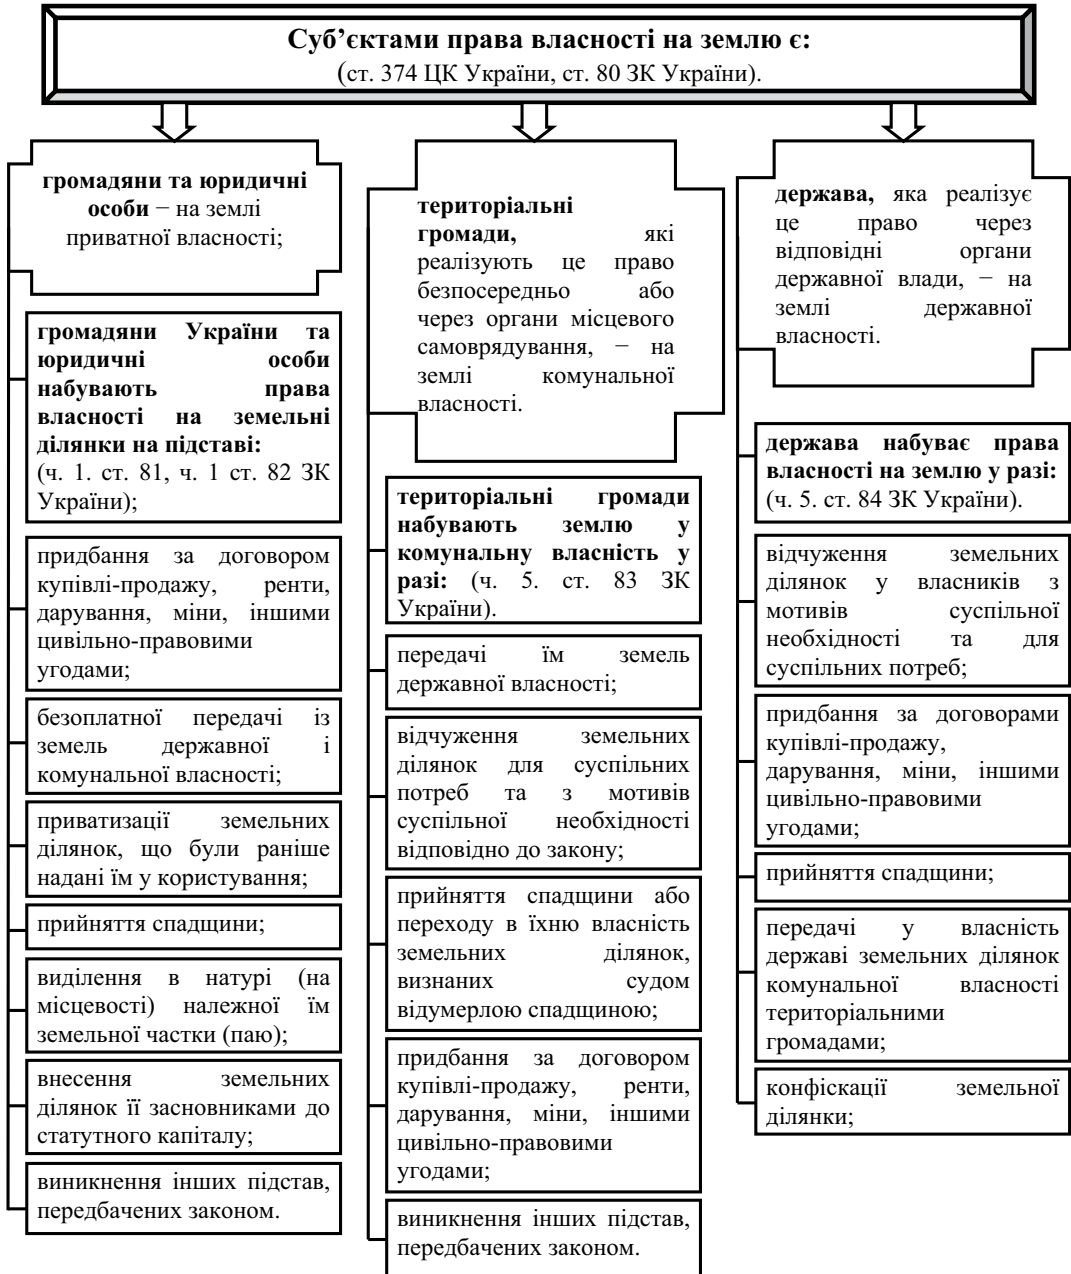 Суб’єктами права власності на землю є:
(ст. 374 ЦК України, ст. 80 ЗК України).
громадяни та юридичні
особи − на землі
приватної власності;
громадяни України та
юридичні особи
набувають права
власності на земельні
ділянки на підставі:
(ч. 1. ст. 81, ч. 1 ст. 82 ЗК
України);
придбання за договором
купівлі-продажу, ренти,
дарування, міни, іншими
цивільно-правовими
угодами;
безоплатної передачі із
земель державної і
комунальної власності;
приватизації земельних
ділянок, що були раніше
надані їм у користування;
прийняття спадщини;
виділення в натурі (на
місцевості) належної їм
земельної частки (паю);
внесення земельних
ділянок її засновниками до
статутного капіталу;
виникнення інших підстав,
передбачених законом.
територіальні
громади, які
реалізують це право
безпосередньо або
через органи місцевого
самоврядування, − на
землі комунальної
власності.
територіальні громади
набувають землю у
комунальну власність у
разі: (ч. 5. ст. 83 ЗК
України).
передачі їм земель
державної власності;
відчуження земельних
ділянок для суспільних
потреб та з мотивів
суспільної необхідності
відповідно до закону;
прийняття спадщини або
переходу в їхню власність
земельних ділянок,
визнаних судом
відумерлою спадщиною;
придбання за договором
купівлі-продажу, ренти,
дарування, міни, іншими
цивільно-правовими
угодами;
виникнення інших підстав,
передбачених законом.
держава, яка реалізує
це право через
відповідні органи
державної влади, − на
землі державної
власності.
держава набуває права
власності на землю у разі:
(ч. 5. ст. 84 ЗК України).
відчуження земельних
ділянок у власників з
мотивів суспільної
необхідності та для
суспільних потреб;
придбання за договорами
купівлі-продажу,
дарування, міни, іншими
цивільно-правовими
угодами;
прийняття спадщини;
передачі у власність
державі земельних ділянок
комунальної власності
територіальними
громадами;
конфіскації земельної
ділянки;